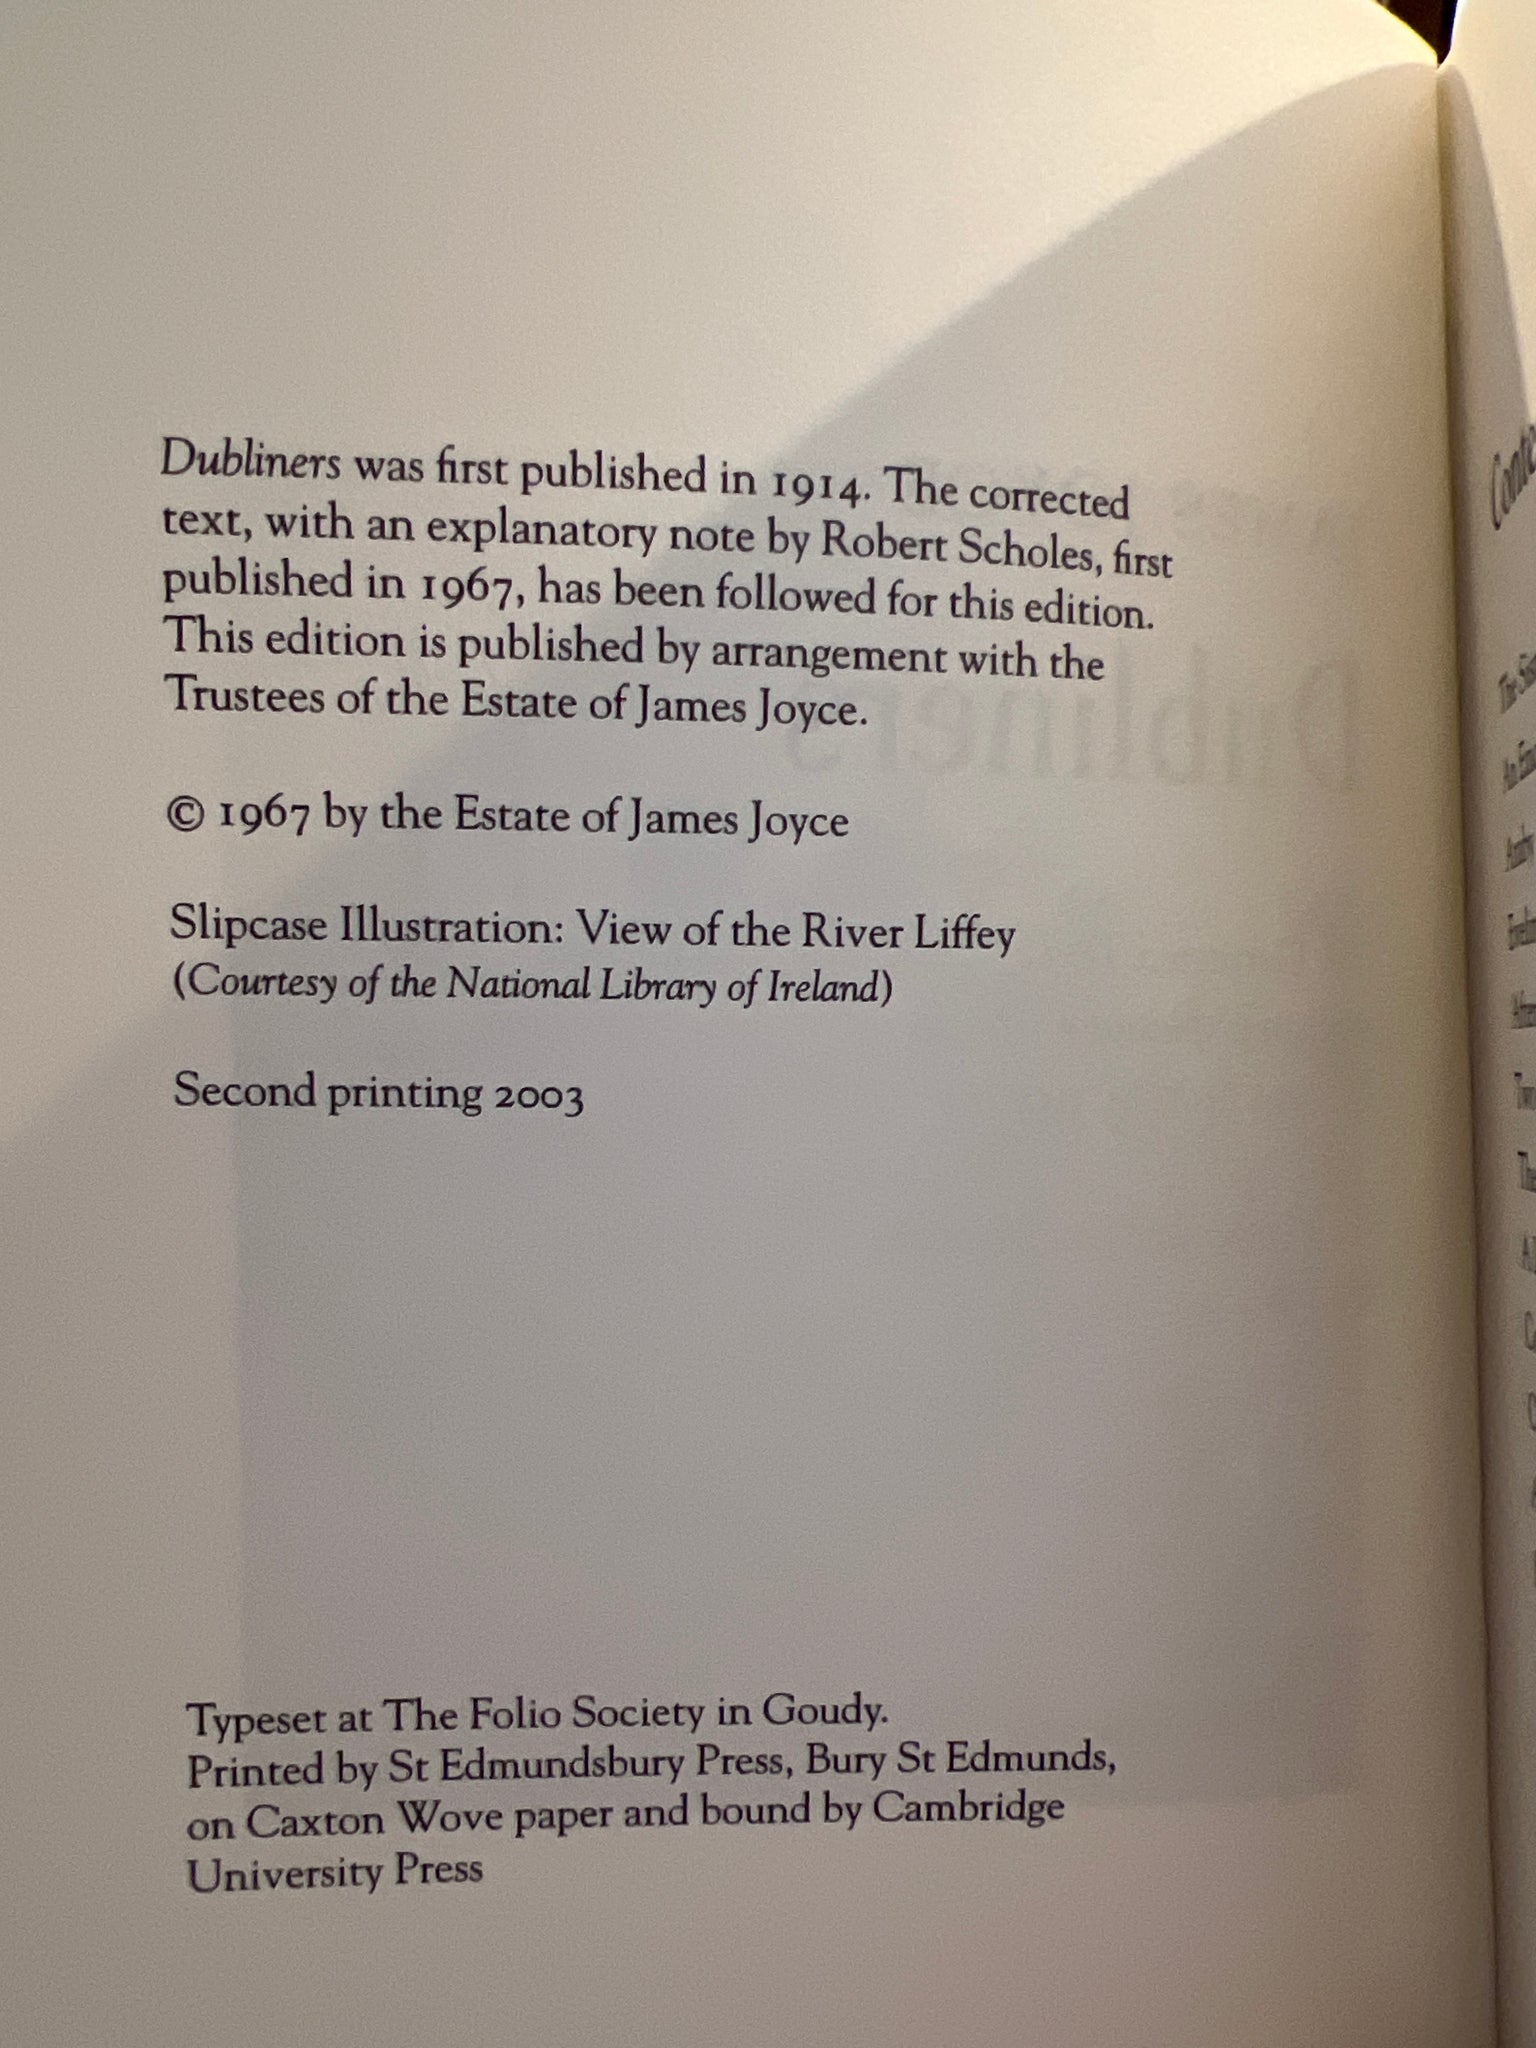 Dubliners was first published in 1914. The corrected
text, with an explanatory note by Robert Scholes, first
published in 1967, has been followed for this edition.
This edition is published by arrangement with the
Trustees of the Estate of James Joyce.
© 1967 by the Estate of James Joyce
Slipcase Illustration: View of the River Liffey
(Courtesy of the National Library of Ireland)
Second printing 2003
Typeset at The Folio Society in Goudy.
Printed by St Edmundsbury Press, Bury St Edmunds,
on Caxton Wove paper and bound by Cambridge
University Press